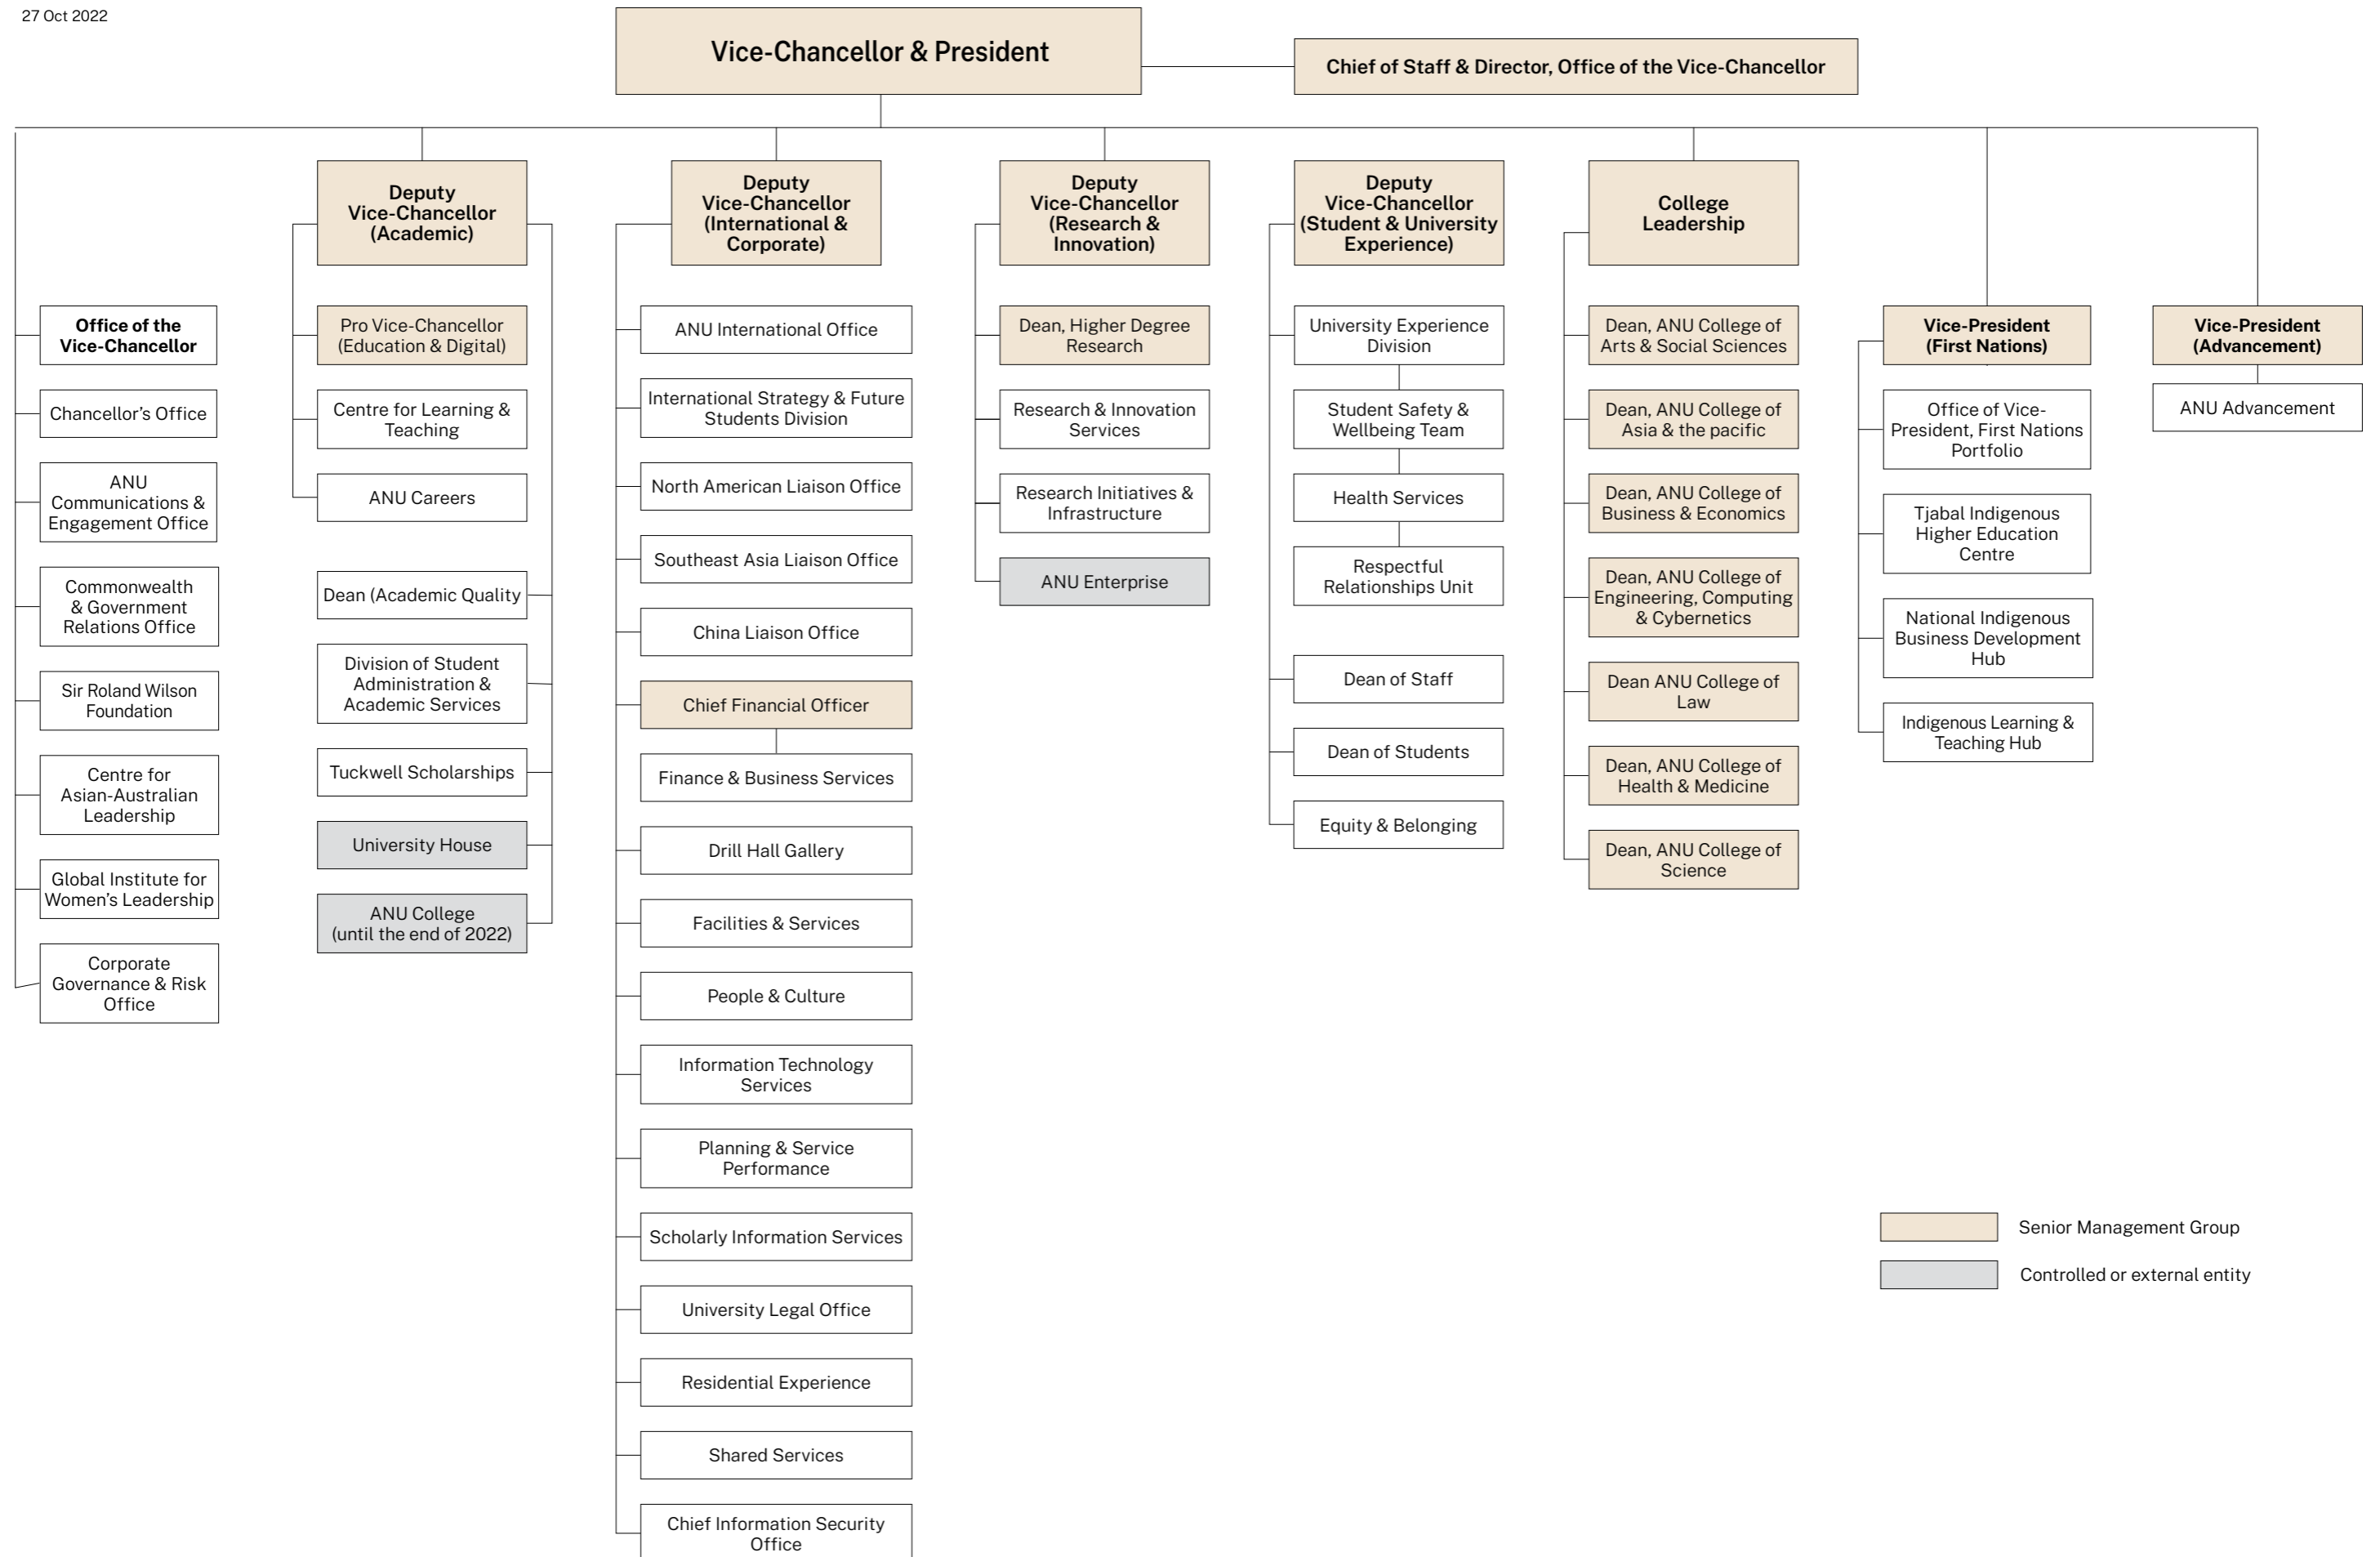 27 Oct 2022
Vice-Chancellor & President
Chief of Staff & Director, Office of the Vice-Chancellor
Office of the
Vice-Chancellor
Chancellor’s Office
ANU
Communications &
Engagement Office
Commonwealth
& Government
Relations Office
Sir Roland Wilson
Foundation
Centre for
Asian-Australian
Leadership
Global Institute for
Women’s Leadership
Corporate
Governance & Risk
Office
Deputy
Vice-Chancellor
(Academic)
Pro Vice-Chancellor
(Education & Digital)
Centre for Learning &
Teaching
ANU Careers
Dean (Academic Quality
Division of Student
Administration &
Academic Services
Tuckwell Scholarships
University House
ANU College
(until the end of 2022)
Deputy
Vice-Chancellor
(International &
Corporate)
ANU International Office
International Strategy & Future
Students Division
North American Liaison Office
Southeast Asia Liaison Office
China Liaison Office
Chief Financial Officer
Finance & Business Services
Drill Hall Gallery
Facilities & Services
People & Culture
Information Technology
Services
Planning & Service
Performance
Scholarly Information Services
University Legal Office
Residential Experience
Shared Services
Chief Information Security
Office
Deputy
Vice-Chancellor
(Research &
Innovation)
Dean, Higher Degree
Research
Research & Innovation
Services
Research Initiatives &
Infrastructure
ANU Enterprise
Deputy
Vice-Chancellor
(Student & University
Experience)
University Experience
Division
Student Safety &
Wellbeing Team
Health Services
Respectful
Relationships Unit
Dean of Staff
Dean of Students
Equity & Belonging
College
Leadership
Dean, ANU College of
Arts & Social Sciences
Dean, ANU College of
Asia & the pacific
Dean, ANU College of
Business & Economics
Dean, ANU College of
Engineering, Computing
& Cybernetics
Dean ANU College of
Law
Dean, ANU College of
Health & Medicine
Dean, ANU College of
Science
Vice-President
(First Nations)
Office of Vice-
President, First Nations
Portfolio
Tjabal Indigenous
Higher Education
Centre
National Indigenous
Business Development
Hub
Indigenous Learning &
Teaching Hub
Vice-President
(Advancement)
ANU Advancement
Senior Management Group
Controlled or external entity